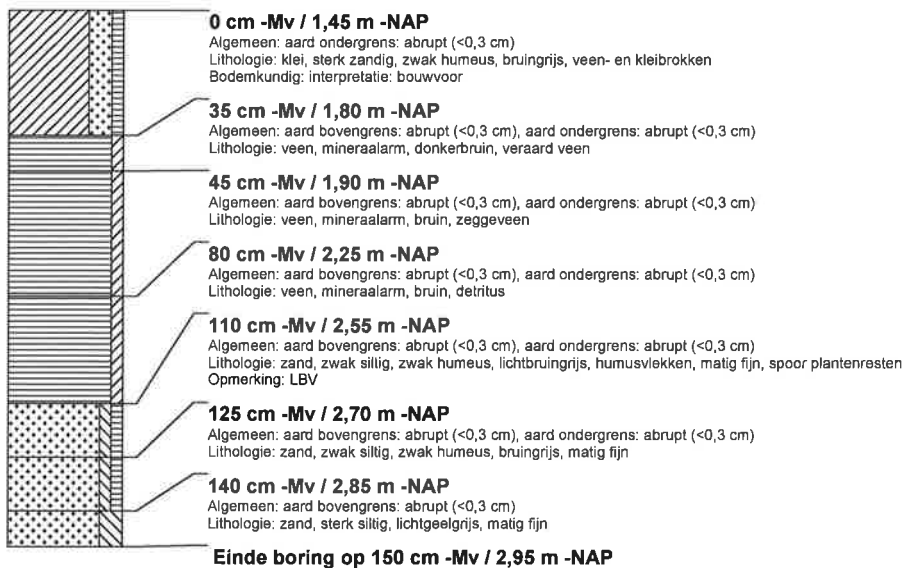 0 cm -Mv / 1,45 m -NAP
Algemeen: aard ondergrens: abrupt (<0,3 cm)
Lithologie: klei, sterk zandig, zwak humeus, bruingrijs, veen- en kleibrokken
Bodemkundig: interpretatie: bouwvoor
35 cm -Mv / 1,80 m -NAP
Algemeen: aard bovengrens: abrupt (<0,3 cm), aard ondergrens: abrupt (<0,3 cm)
Lithologie: veen, mineraalarm, donkerbruin, veraard veen
45 cm -Mv / 1,90 m -NAP
Algemeen: aard bovengrens: abrupt (<0,3 cm), aard ondergrens: abrupt (<0,3 cm)
Lithologie: veen, mineraalarm, bruin, zeggeveen
80 cm -Mv / 2,25 m -NAP
Algemeen: aard bovengrens: abrupt (<0,3 cm), aard ondergrens: abrupt (<0,3 cm)
Lithologie: veen, mineraalarm, bruin, detritus
110 cm -Mv / 2,55 m -NAP
Algemeen: aard bovengrens: abrupt (<0,3 cm), aard ondergrens: abrupt (<0,3 cm)
Lithologie: zand, zwak siltig, zwak humeus, lichtbruingrijs, humusvlekken, matig fijn, spoor plantenresten
Opmerking: LBV
125 cm -Mv / 2,70 m -NAP
Algemeen: aard bovengrens: abrupt (<0,3 cm), aard ondergrens: abrupt (<0,3 cm)
Lithologie: zand, zwak siltig, zwak humeus, bruingrijs, matig fijn
140 cm -Mv / 2,85 m -NAP
Algemeen: aard bovengrens: abrupt (<0,3 cm)
Lithologie: zand, sterk siltig, lichtgeelgrijs, matig fijn
Einde boring op 150 cm -Mv / 2,95 m -NAP